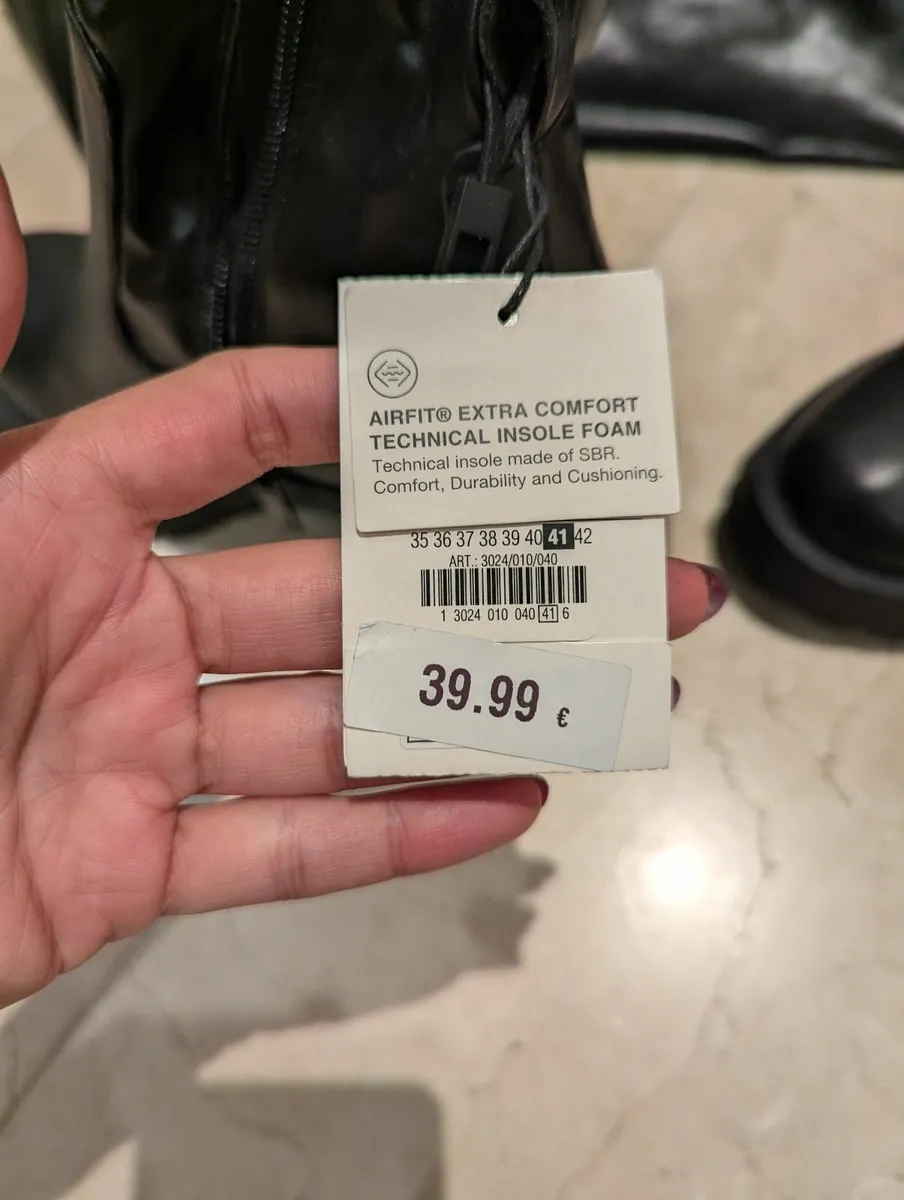 AIRFIT® EXTRA COMFORT
TECHNICAL INSOLE FOAM
Technical insole made of SBR.
Comfort, Durability and Cushioning.
35 36 37 38 39 40 41 42
ART.: 3024/010/040
1 3024 010 040 41 6
39.99 €